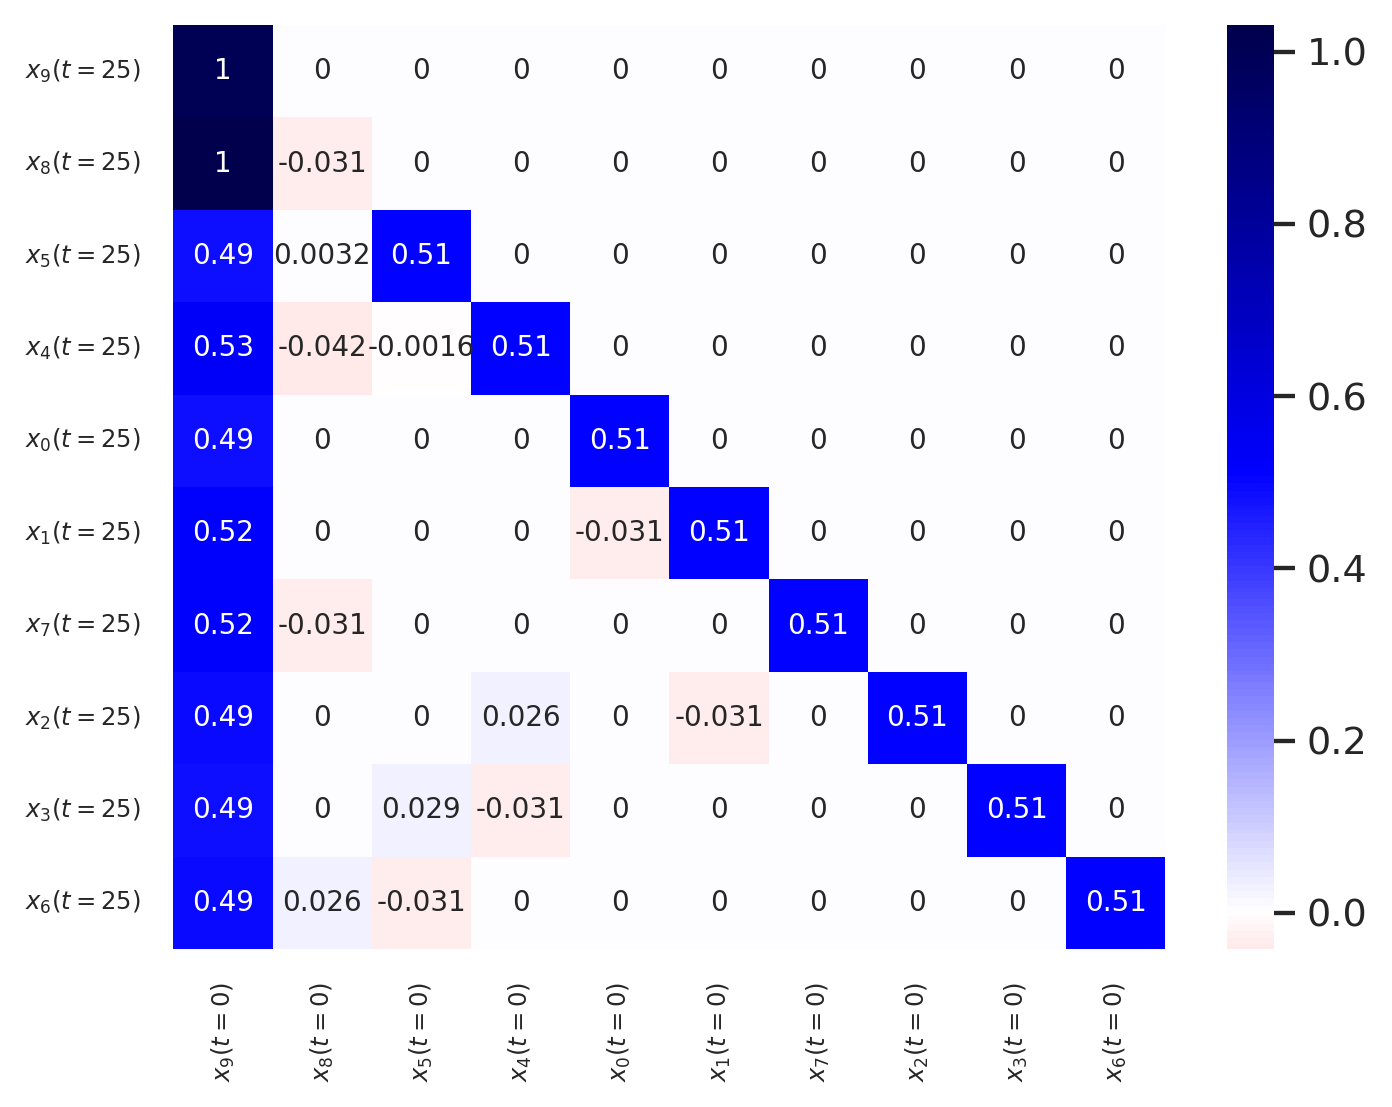 x₉(t = 25) 1 0 0 0 0 0 0 0 0 0
x₈(t = 25) 1 -0.031 0 0 0 0 0 0 0 0
x₅(t = 25) 0.49 0.0032 0.51 0 0 0 0 0 0 0
x₄(t = 25) 0.53 -0.042 -0.0016 0.51 0 0 0 0 0 0
x₀(t = 25) 0.49 0 0 0 0.51 0 0 0 0 0
x₁(t = 25) 0.52 0 0 0 -0.031 0.51 0 0 0 0
x₇(t = 25) 0.52 -0.031 0 0 0 0 0.51 0 0 0
x₂(t = 25) 0.49 0 0 0.026 0 -0.031 0 0.51 0 0
x₃(t = 25) 0.49 0 0.029 -0.031 0 0 0 0 0.51 0
x₆(t = 25) 0.49 0.026 -0.031 0 0 0 0 0 0 0.51
x₉(t = 0) x₈(t = 0) x₅(t = 0) x₄(t = 0) x₀(t = 0) x₁(t = 0) x₇(t = 0) x₂(t = 0) x₃(t = 0) x₆(t = 0)
1.0
0.8
0.6
0.4
0.2
0.0